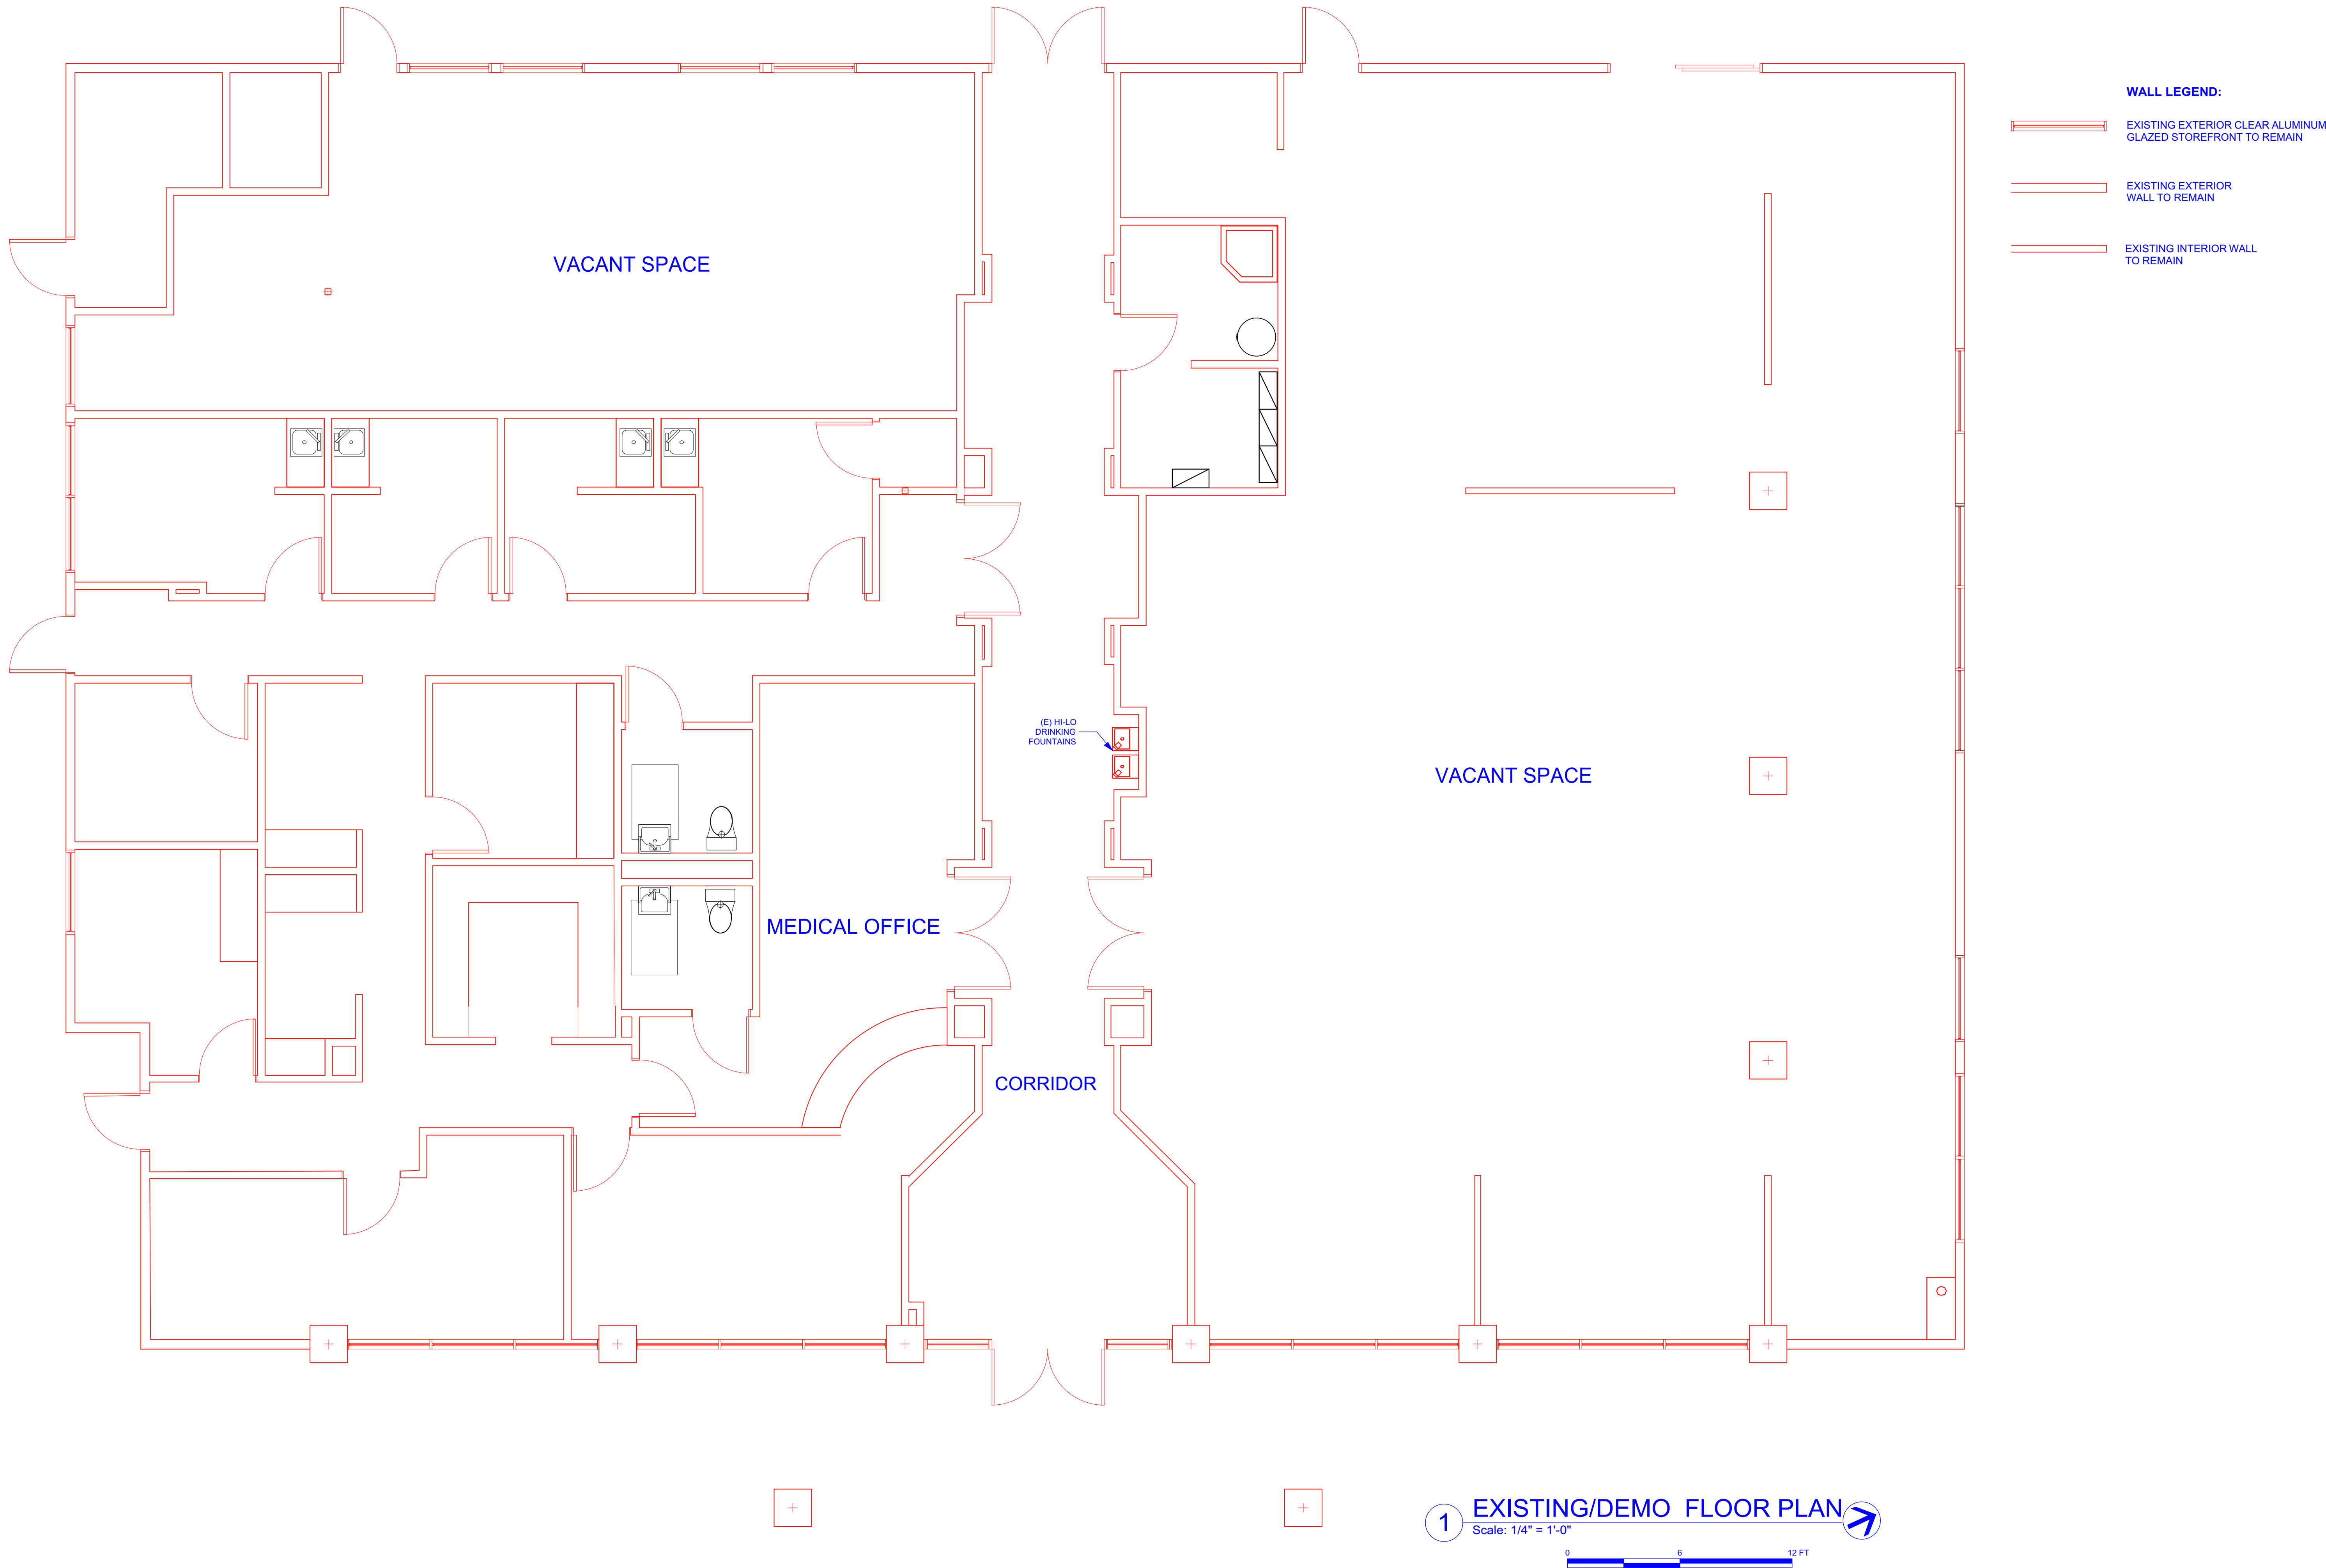 WALL LEGEND:
EXISTING EXTERIOR CLEAR ALUMINUM
GLAZED STOREFRONT TO REMAIN
EXISTING EXTERIOR
WALL TO REMAIN
EXISTING INTERIOR WALL
TO REMAIN
VACANT SPACE
(E) HI-LO
DRINKING
FOUNTAINS
VACANT SPACE
MEDICAL OFFICE
CORRIDOR
1
EXISTING/DEMO FLOOR PLAN
Scale: 1/4" = 1'-0"
0 6 12 FT